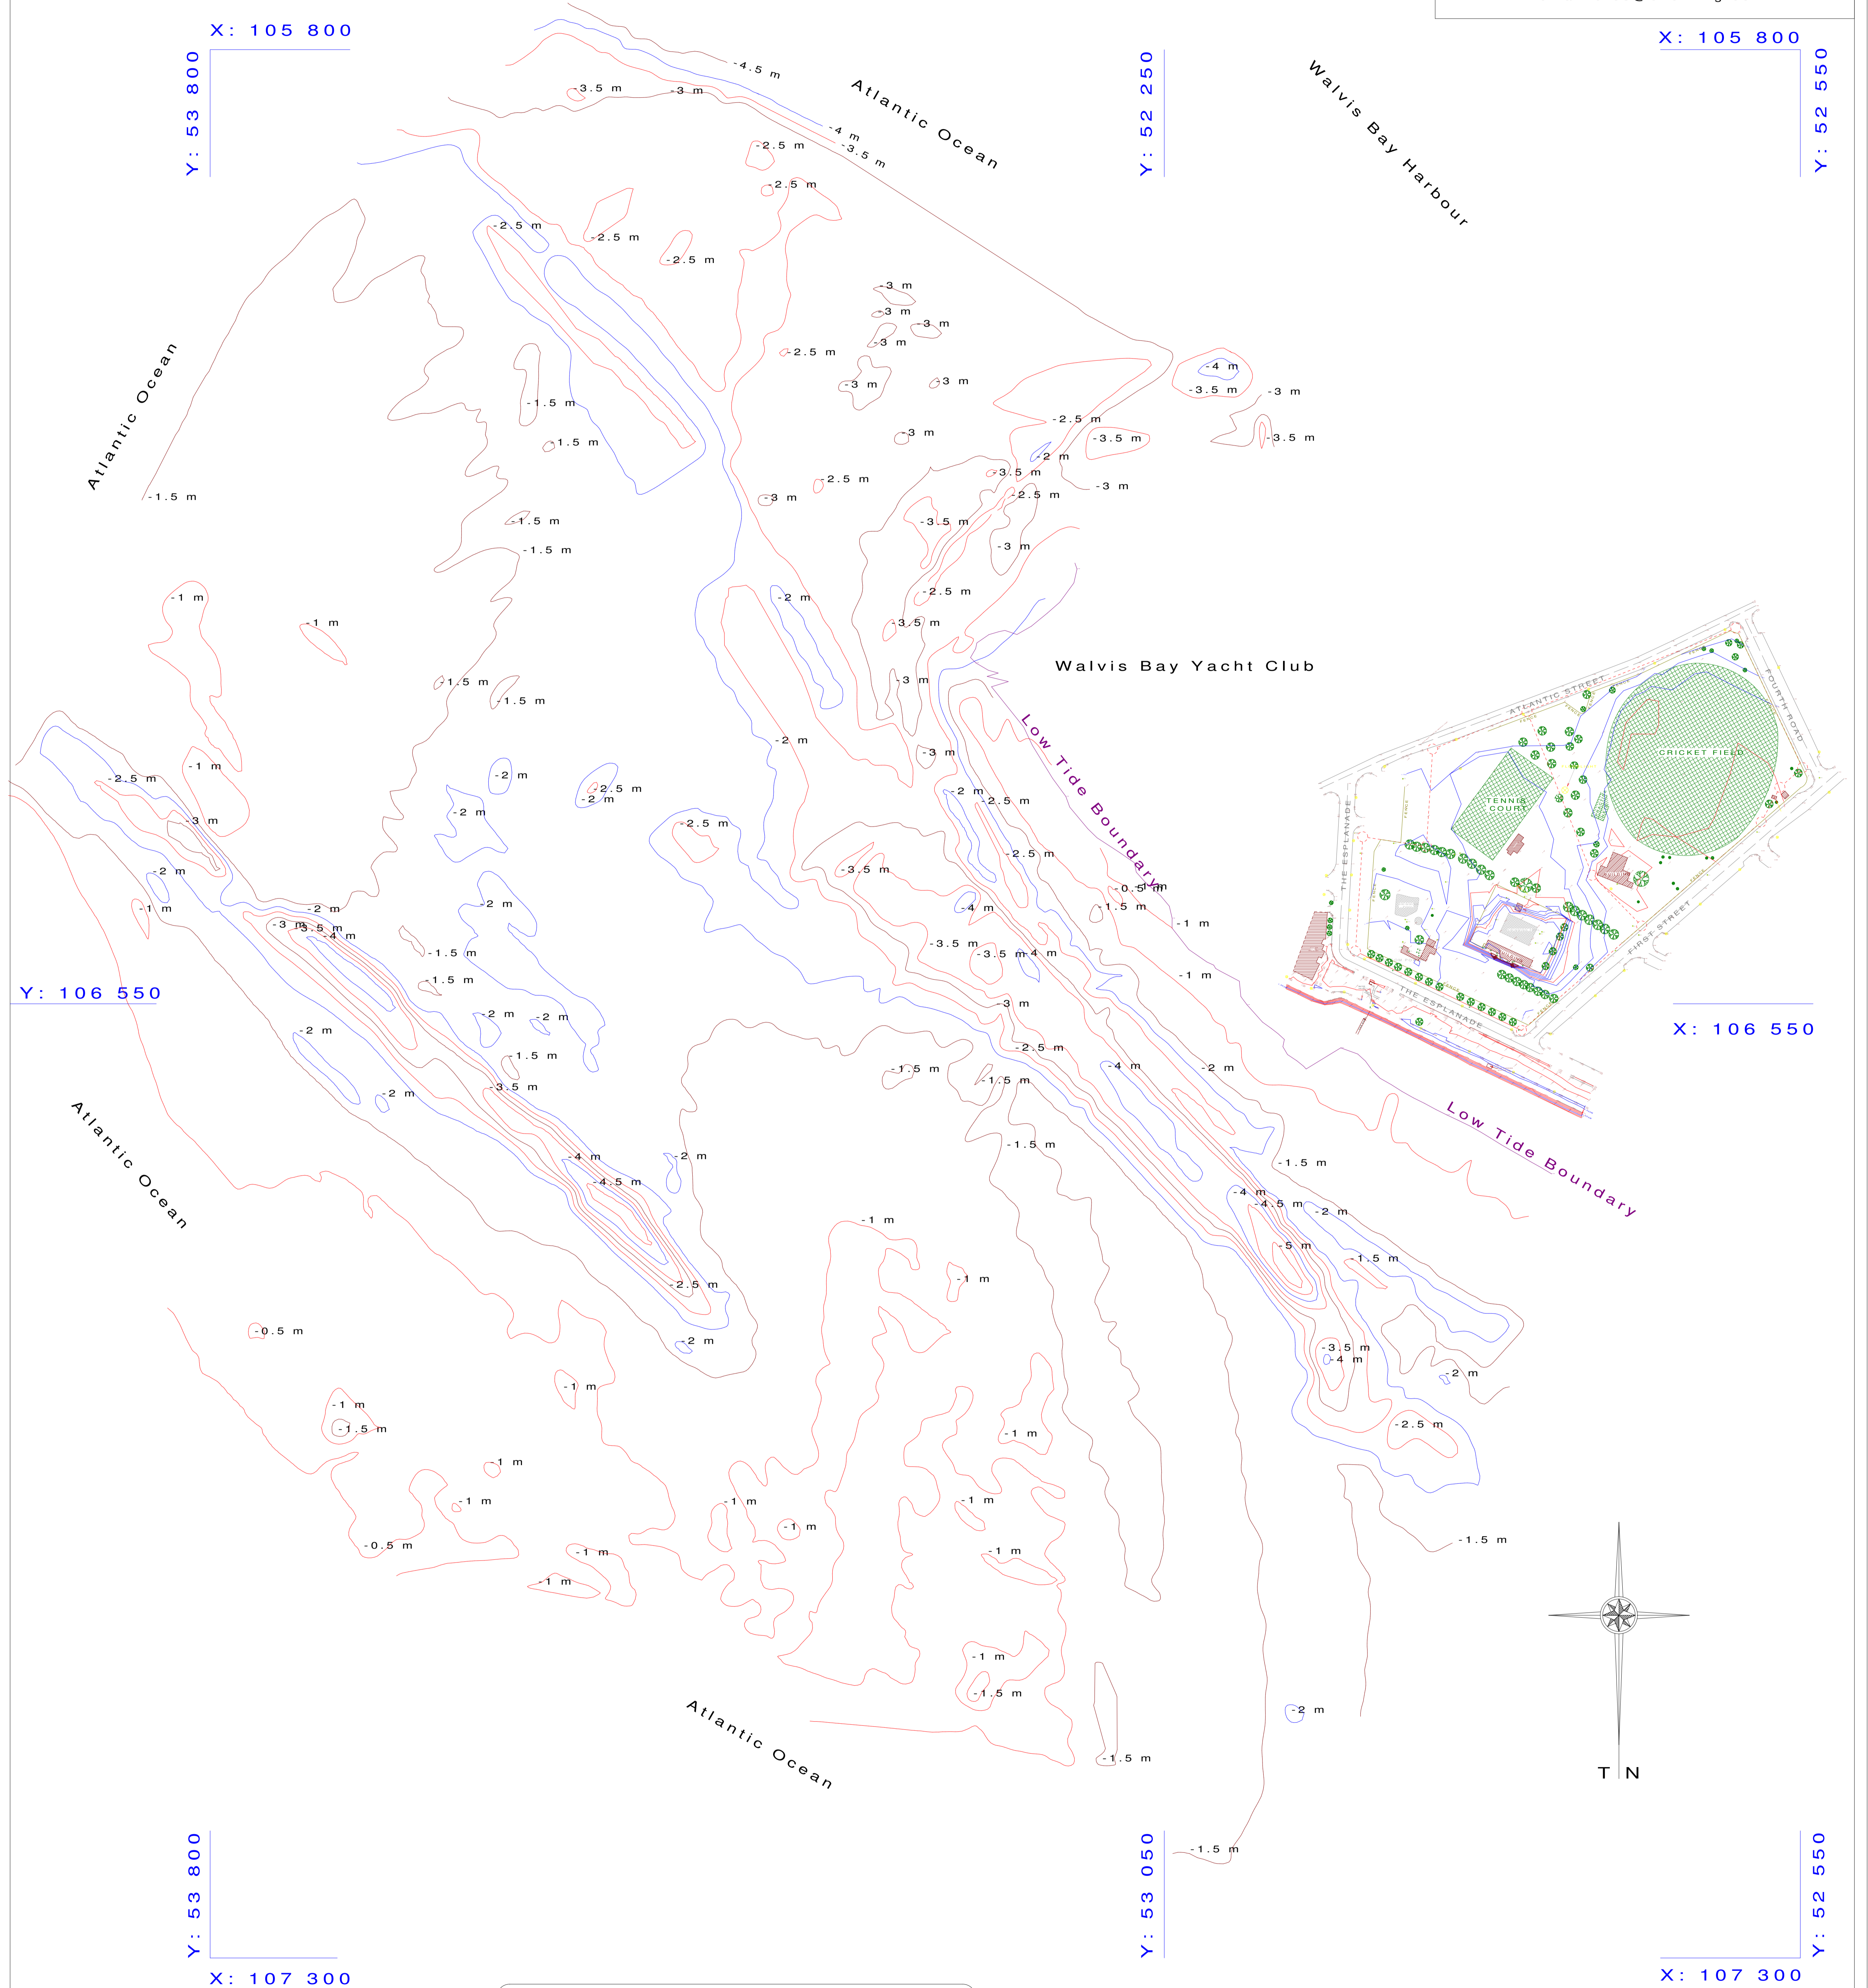 X: 105 800
X: 105 800
Y: 53 800
Y: 52 250
Y: 52 550
-4.5 m
Atlantic Ocean
Walvis Bay Harbour
-3.5 m
-3 m
-4 m
-3.5 m
-2.5 m
-2.5 m
-2.5 m
-2.5 m
-2.5 m
-3 m
-3 m
-3 m
-3 m
-2.5 m
Atlantic Ocean
-4 m
-3 m
-3 m
-3.5 m
-3 m
-1.5 m
-2.5 m
-3 m
-3.5 m
-3.5 m
-1.5 m
-2 m
-3.5 m
-2.5 m
-3 m
-1.5 m
-3 m
-2.5 m
-1.5 m
-3.5 m
-3 m
-1.5 m
-2.5 m
-1 m
-2 m
-1 m
-3.5 m
Walvis Bay Yacht Club
-1.5 m
-3 m
-1.5 m
ATLANTIC STREET
FOURTH ROAD
Low Tide Boundary
-2 m
-3 m
CRICKET FIELD
-1 m
-2 m
-2.5 m
-2.5 m
-2 m
-2 m
-2.5 m
TENNIS
COURT
-2 m
-3 m
-2.5 m
-2.5 m
THE ESPLANADE
-2 m
-3.5 m
-0.5 m
-1 m
-2 m
-1 m
-2 m
-4 m
-1.5 m
-3 m
-3.5 m
-4 m
-1 m
FIRST STREET
-3.5 m
-1.5 m
-3.5 m
-4 m
-1 m
-1.5 m
THE ESPLANADE
Y: 106 550
X: 106 550
-3 m
-2 m
-2 m
-2 m
-2.5 m
-1.5 m
-4 m
-2 m
-1.5 m
-1.5 m
-3.5 m
-2 m
Low Tide Boundary
Atlantic Ocean
-1.5 m
-4 m
-2 m
-1.5 m
-4.5 m
-4 m
-4.5 m
-2 m
-1 m
-5 m
-1.5 m
-1 m
-2.5 m
-0.5 m
-2 m
-3.5 m
-4 m
-2 m
-1 m
-1 m
-1.5 m
-2.5 m
-1 m
-1 m
-1 m
-1 m
-1 m
-1 m
-0.5 m
-1.5 m
-1 m
-1 m
-1 m
-1 m
-1.5 m
-2 m
Atlantic Ocean
-1.5 m
T N
-1.5 m
Y: 53 800
Y: 53 050
Y: 52 550
X: 107 300
X: 107 300